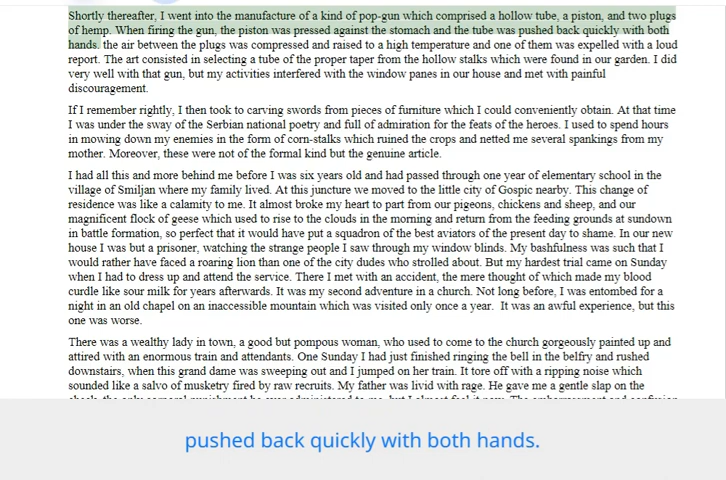 Shortly thereafter, I went into the manufacture of a kind of pop-gun which comprised a hollow tube, a piston, and two plugs
of hemp. When firing the gun, the piston was pressed against the stomach and the tube was pushed back quickly with both
hands. the air between the plugs was compressed and raised to a high temperature and one of them was expelled with a loud
report. The art consisted in selecting a tube of the proper taper from the hollow stalks which were found in our garden. I did
very well with that gun, but my activities interfered with the window panes in our house and met with painful
discouragement.
If I remember rightly, I then took to carving swords from pieces of furniture which I could conveniently obtain. At that time
I was under the sway of the Serbian national poetry and full of admiration for the feats of the heroes. I used to spend hours
in mowing down my enemies in the form of corn-stalks which ruined the crops and netted me several spankings from my
mother. Moreover, these were not of the formal kind but the genuine article.
I had all this and more behind me before I was six years old and had passed through one year of elementary school in the
village of Smiljan where my family lived. At this juncture we moved to the little city of Gospic nearby. This change of
residence was like a calamity to me. It almost broke my heart to part from our pigeons, chickens and sheep, and our
magnificent flock of geese which used to rise to the clouds in the morning and return from the feeding grounds at sundown
in battle formation, so perfect that it would have put a squadron of the best aviators of the present day to shame. In our new
house I was but a prisoner, watching the strange people I saw through my window blinds. My bashfulness was such that I
would rather have faced a roaring lion than one of the city dudes who strolled about. But my hardest trial came on Sunday
when I had to dress up and attend the service. There I met with an accident, the mere thought of which made my blood
curdle like sour milk for years afterwards. It was my second adventure in a church. Not long before, I was entombed for a
night in an old chapel on an inaccessible mountain which was visited only once a year. It was an awful experience, but this
one was worse.
There was a wealthy lady in town, a good but pompous woman, who used to come to the church gorgeously painted up and
attired with an enormous train and attendants. One Sunday I had just finished ringing the bell in the belfry and rushed
downstairs, when this grand dame was sweeping out and I jumped on her train. It tore off with a ripping noise which
sounded like a salvo of musketry fired by raw recruits. My father was livid with rage. He gave me a gentle slap on the
pushed back quickly with both hands.